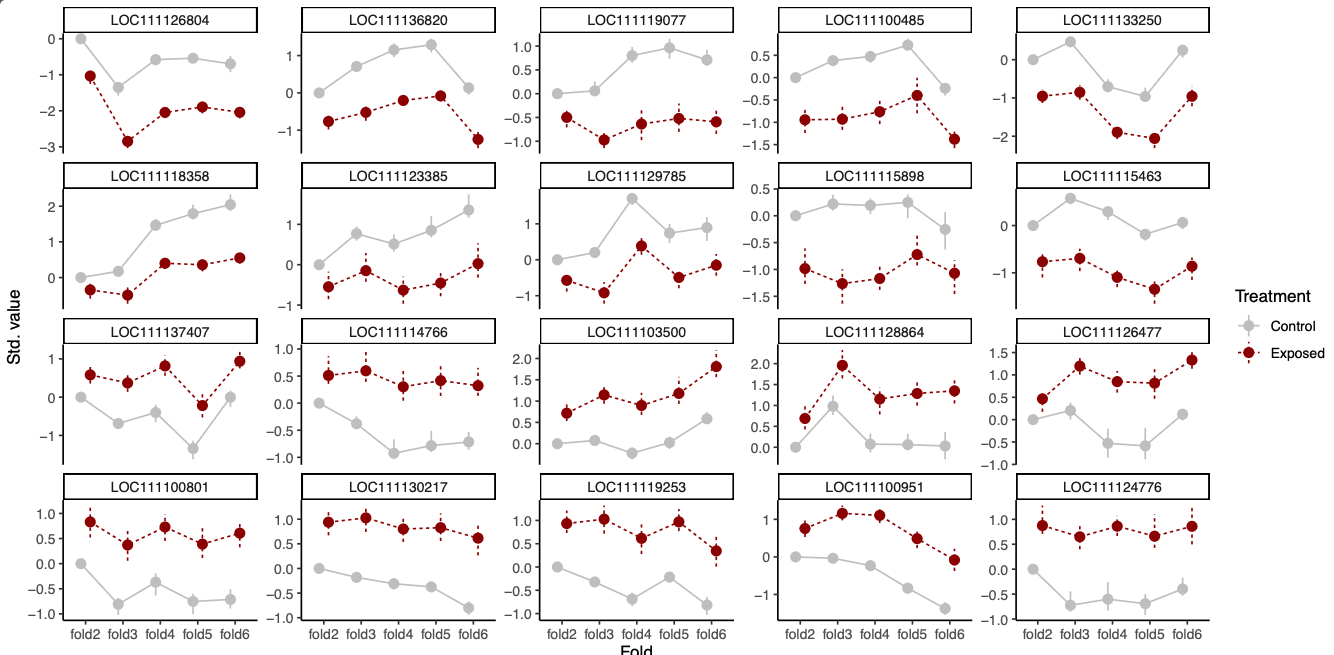 LOC111126804 LOC111136820 LOC111119077 LOC111100485 LOC111133250
0 −1 −2 −3
1 0 −1
1.0 0.5 0.0 −0.5 −1.0
0.5 0.0 −0.5 −1.0 −1.5
0 −1 −2
LOC111118358 LOC111123385 LOC111129785 LOC111115898 LOC111115463
2 1 0
1 0 −1
1 0 −1
0.5 0.0 −0.5 −1.0 −1.5
0 −1
LOC111137407 LOC111114766 LOC111103500 LOC111128864 LOC111126477
1 0 −1
1.0 0.5 0.0 −0.5 −1.0
2.0 1.5 1.0 0.5 0.0
2.0 1.5 1.0 0.5 0.0
1.5 1.0 0.5 0.0 −0.5 −1.0
LOC111100801 LOC111130217 LOC111119253 LOC111100951 LOC111124776
1.0 0.5 0.0 −0.5 −1.0
1.0 0.5 0.0 −0.5 −1.0
1.0 0.5 0.0 −0.5 −1.0
1 0 −1
1.0 0.5 0.0 −0.5 −1.0
fold2 fold3 fold4 fold5 fold6 fold2 fold3 fold4 fold5 fold6 fold2 fold3 fold4 fold5 fold6 fold2 fold3 fold4 fold5 fold6 fold2 fold3 fold4 fold5 fold6
Fold
Std. value
Treatment
Control
Exposed